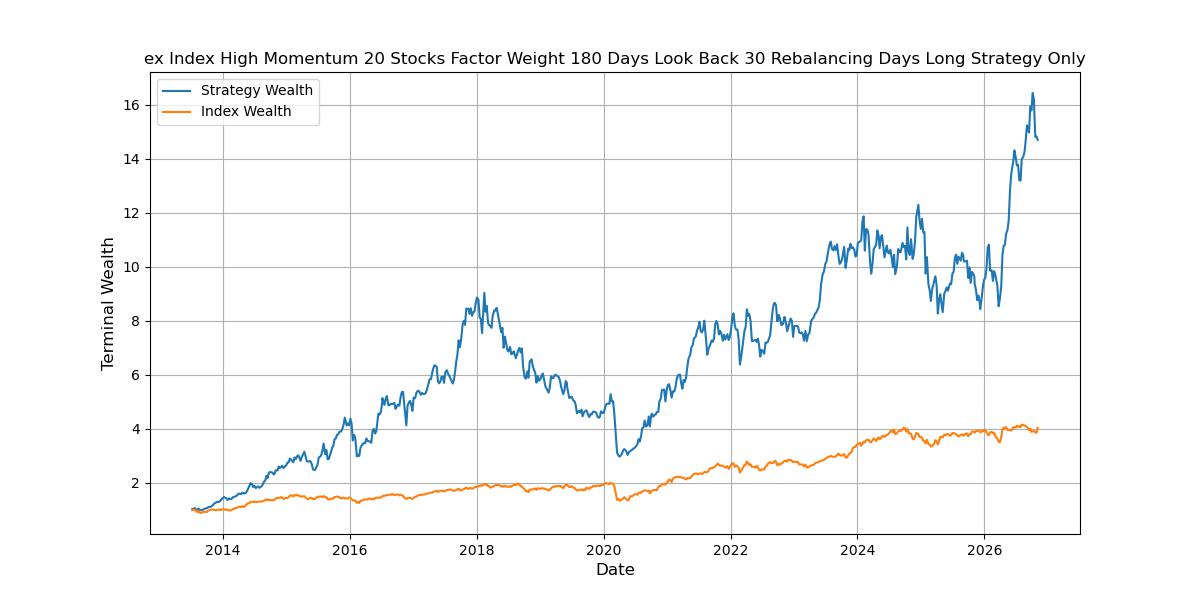 ex Index High Momentum 20 Stocks Factor Weight 180 Days Look Back 30 Rebalancing Days Long Strategy Only
Strategy Wealth
Index Wealth
16
14
12
10
8
6
4
2
Terminal Wealth
2014 2016 2018 2020 2022 2024 2026
Date